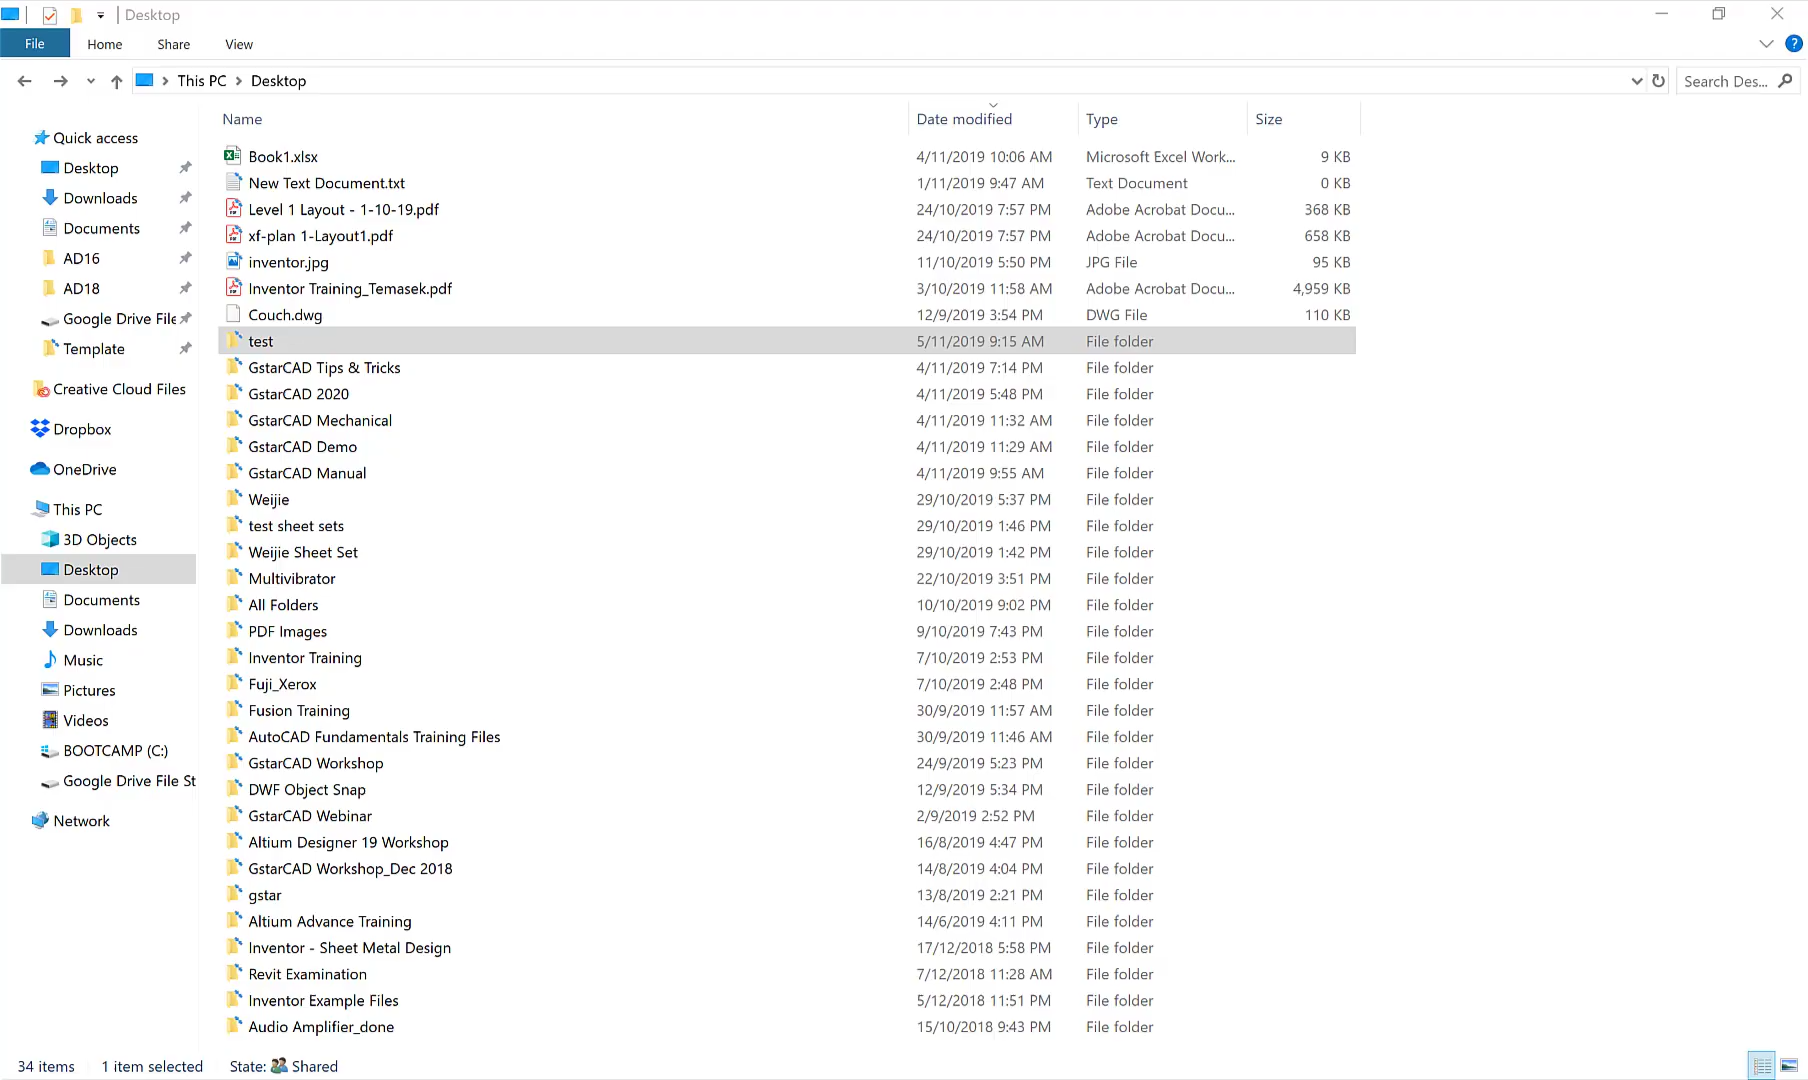 Desktop
File Home Share View
This PC > Desktop
Search Des...
Name Date modified Type Size
Quick access
Desktop
Downloads
Documents
AD16
AD18
Google Drive File
Template
Creative Cloud Files
Dropbox
OneDrive
This PC
3D Objects
Desktop
Documents
Downloads
Music
Pictures
Videos
BOOTCAMP (C:)
Google Drive File St
Network
Book1.xlsx 4/11/2019 10:06 AM Microsoft Excel Work... 9 KB
New Text Document.txt 1/11/2019 9:47 AM Text Document 0 KB
Level 1 Layout - 1-10-19.pdf 24/10/2019 7:57 PM Adobe Acrobat Docu... 368 KB
xf-plan 1-Layout1.pdf 24/10/2019 7:57 PM Adobe Acrobat Docu... 658 KB
inventor.jpg 11/10/2019 5:50 PM JPG File 95 KB
Inventor Training_Temasek.pdf 3/10/2019 11:58 AM Adobe Acrobat Docu... 4,959 KB
Couch.dwg 12/9/2019 3:54 PM DWG File 110 KB
test 5/11/2019 9:15 AM File folder
GstarCAD Tips & Tricks 4/11/2019 7:14 PM File folder
GstarCAD 2020 4/11/2019 5:48 PM File folder
GstarCAD Mechanical 4/11/2019 11:32 AM File folder
GstarCAD Demo 4/11/2019 11:29 AM File folder
GstarCAD Manual 4/11/2019 9:55 AM File folder
Weijie 29/10/2019 5:37 PM File folder
test sheet sets 29/10/2019 1:46 PM File folder
Weijie Sheet Set 29/10/2019 1:42 PM File folder
Multivibrator 22/10/2019 3:51 PM File folder
All Folders 10/10/2019 9:02 PM File folder
PDF Images 9/10/2019 7:43 PM File folder
Inventor Training 7/10/2019 2:53 PM File folder
Fuji_Xerox 7/10/2019 2:48 PM File folder
Fusion Training 30/9/2019 11:57 AM File folder
AutoCAD Fundamentals Training Files 30/9/2019 11:46 AM File folder
GstarCAD Workshop 24/9/2019 5:23 PM File folder
DWF Object Snap 12/9/2019 5:34 PM File folder
GstarCAD Webinar 2/9/2019 2:52 PM File folder
Altium Designer 19 Workshop 16/8/2019 4:47 PM File folder
GstarCAD Workshop_Dec 2018 14/8/2019 4:04 PM File folder
gstar 13/8/2019 2:21 PM File folder
Altium Advance Training 14/6/2019 4:11 PM File folder
Inventor - Sheet Metal Design 17/12/2018 5:58 PM File folder
Revit Examination 7/12/2018 11:28 AM File folder
Inventor Example Files 5/12/2018 11:51 PM File folder
Audio Amplifier_done 15/10/2018 9:43 PM File folder
34 items 1 item selected State: Shared